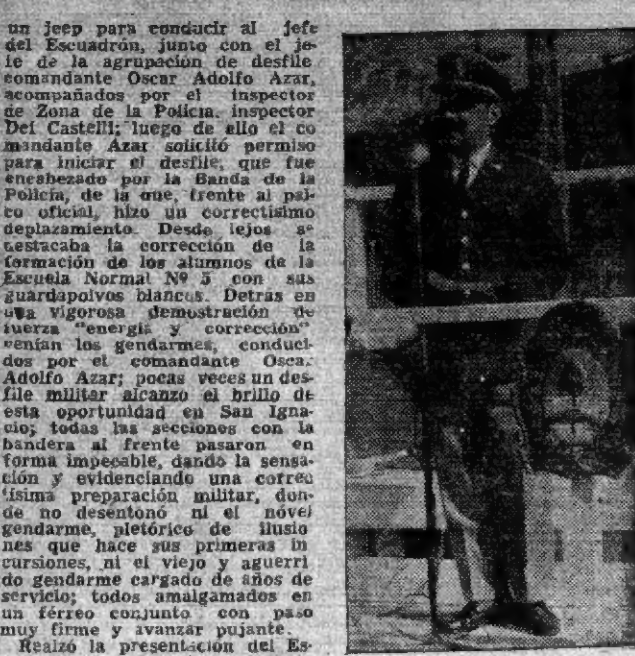 un jeep para conducir al jefe
del Escuadrón, junto con el je-
fe de la agrupación de desfile
comandante Oscar Adolfo Azar,
acompañados por el inspector
de Zona de la Policía, inspector
Del Castelli; luego de ello el co
mandante Azar solicitó permiso
para iniciar el desfile, que fue
encabezado por la Banda de la
Policía, de la que, frente al pal-
co oficial, hizo un correctísimo
deplazamiento. Desde lejos se
destacaba la corrección de la
formación de los alumnos de la
Escuela Normal Nº 5 con sus
guardapolvos blancos. Detrás en
una vigorosa demostración de
fuerza "energía y corrección"
venían los gendarmes, conduci-
dos por el comandante Oscar
Adolfo Azar; pocas veces un des-
file militar alcanzó el brillo de
esta oportunidad en San Igna-
cio; todas las secciones con la
bandera al frente pasaron en
forma impecable, dando la sensa-
ción y evidenciando una correc
tísima preparación militar, don-
de no desentonó ni el nóvel
gendarme, pletórico de ilusio
nes que hace sus primeras in
cursiones, ni el viejo y aguerri
do gendarme cargado de años de
servicio; todos amalgamados en
un férreo conjunto con paso
muy firme y avanzar pujante.
Realzó la presentación del Es-